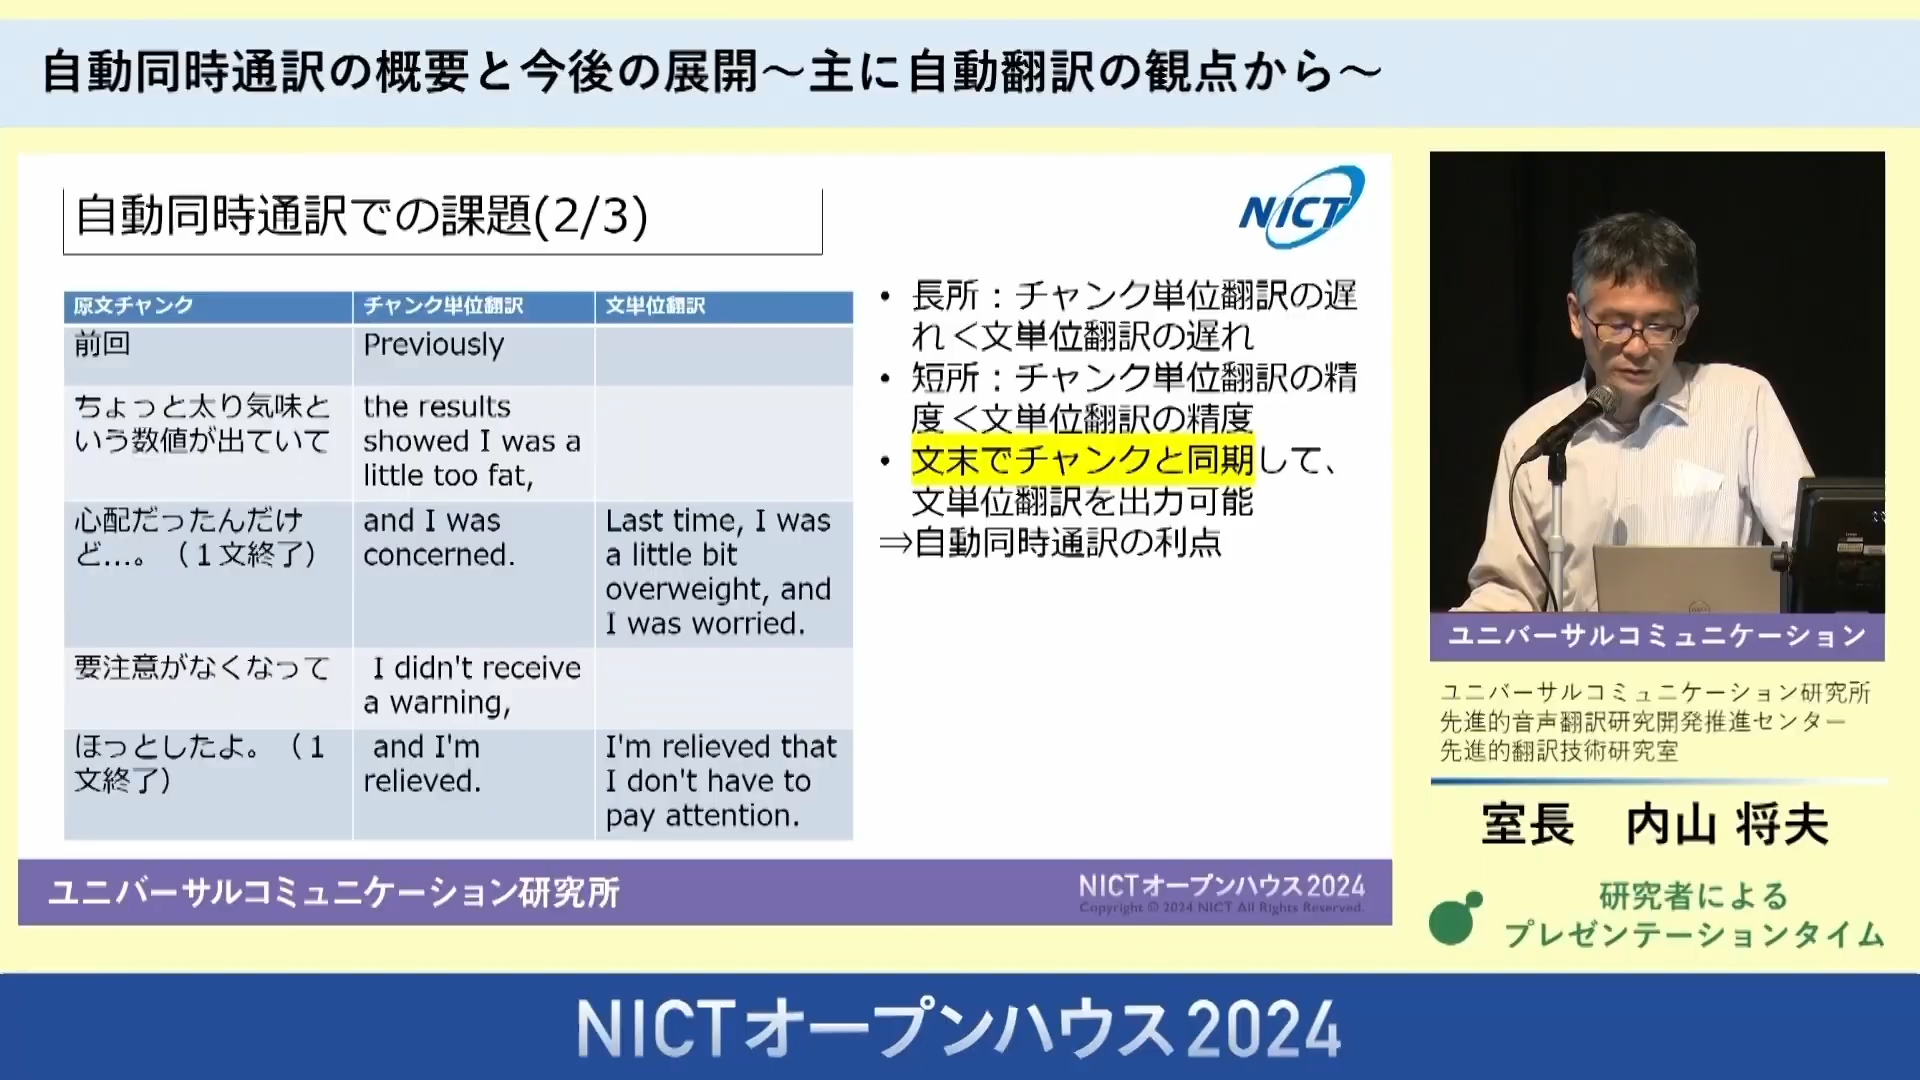 自動同時通訳の概要と今後の展開～主に自動翻訳の観点から～
自動同時通訳での課題(2/3)
NICT
原文チャンク
チャンク単位翻訳
文単位翻訳
前回
Previously
ちょっと太り気味と
いう数値が出ていて
the results
showed I was a
little too fat,
心配だったんだけ
ど…。（１文終了）
and I was
concerned.
Last time, I was
a little bit
overweight, and
I was worried.
要注意がなくなって
I didn't receive
a warning,
ほっとしたよ。（１
文終了）
and I'm
relieved.
I'm relieved that
I don't have to
pay attention.
• 長所：チャンク単位翻訳の遅
れ＜文単位翻訳の遅れ
• 短所：チャンク単位翻訳の精
度＜文単位翻訳の精度
• 文末でチャンクと同期して、
文単位翻訳を出力可能
⇒自動同時通訳の利点
ユニバーサルコミュニケーション研究所
NICTオープンハウス2024
Copyright © 2024 NICT All Rights Reserved.
ユニバーサルコミュニケーション
ユニバーサルコミュニケーション研究所
先進的音声翻訳研究開発推進センター
先進的翻訳技術研究室
室長　内山 将夫
研究者による
プレゼンテーションタイム
NICTオープンハウス2024